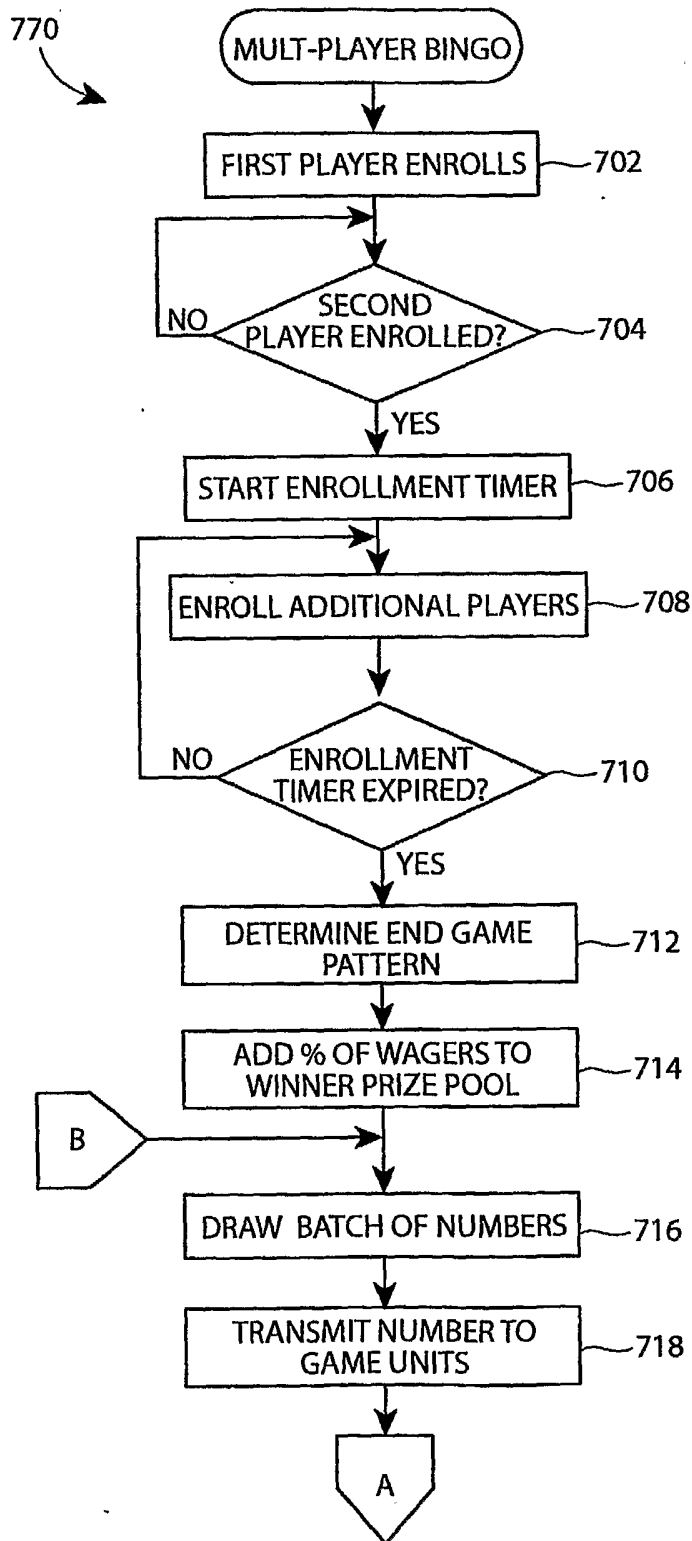 770
MULT-PLAYER BINGO
FIRST PLAYER ENROLLS
702
SECOND
PLAYER ENROLLED?
704
NO
YES
START ENROLLMENT TIMER
706
ENROLL ADDITIONAL PLAYERS
708
NO
ENROLLMENT
TIMER EXPIRED?
710
YES
DETERMINE END GAME
PATTERN
712
ADD % OF WAGERS TO
WINNER PRIZE POOL
714
B
DRAW BATCH OF NUMBERS
716
TRANSMIT NUMBER TO
GAME UNITS
718
A